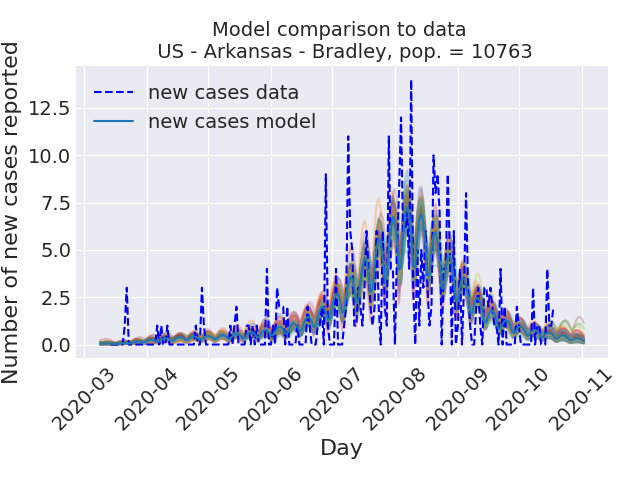 Model comparison to data
US - Arkansas - Bradley, pop. = 10763
Number of new cases reported
12.5
10.0
7.5
5.0
2.5
0.0
new cases data
new cases model
2020-03
2020-04
2020-05
2020-06
2020-07
2020-08
2020-09
2020-10
2020-11
Day